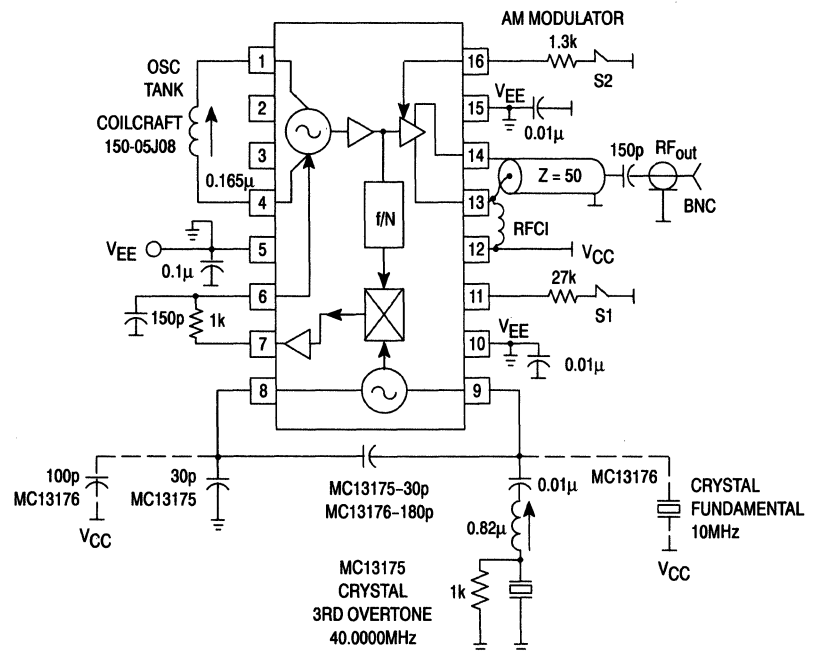 AM MODULATOR
1.3k
S2
OSC
TANK
COILCRAFT
150-05J08
0.165μ
1
2
3
4
5
6
7
8
16
15
14
13
12
11
10
9
VEE
0.01μ
150p
RFout
Z = 50
BNC
RFCI
VCC
f/N
VEE
0.1μ
150p
1k
27k
S1
VEE
0.01μ
100p
MC13176
VCC
30p
MC13175
MC13175-30p
MC13176-180p
0.01μ
0.82μ
1k
MC13175
CRYSTAL
3RD OVERTONE
40.0000MHz
MC13176
CRYSTAL
FUNDAMENTAL
10MHz
VCC